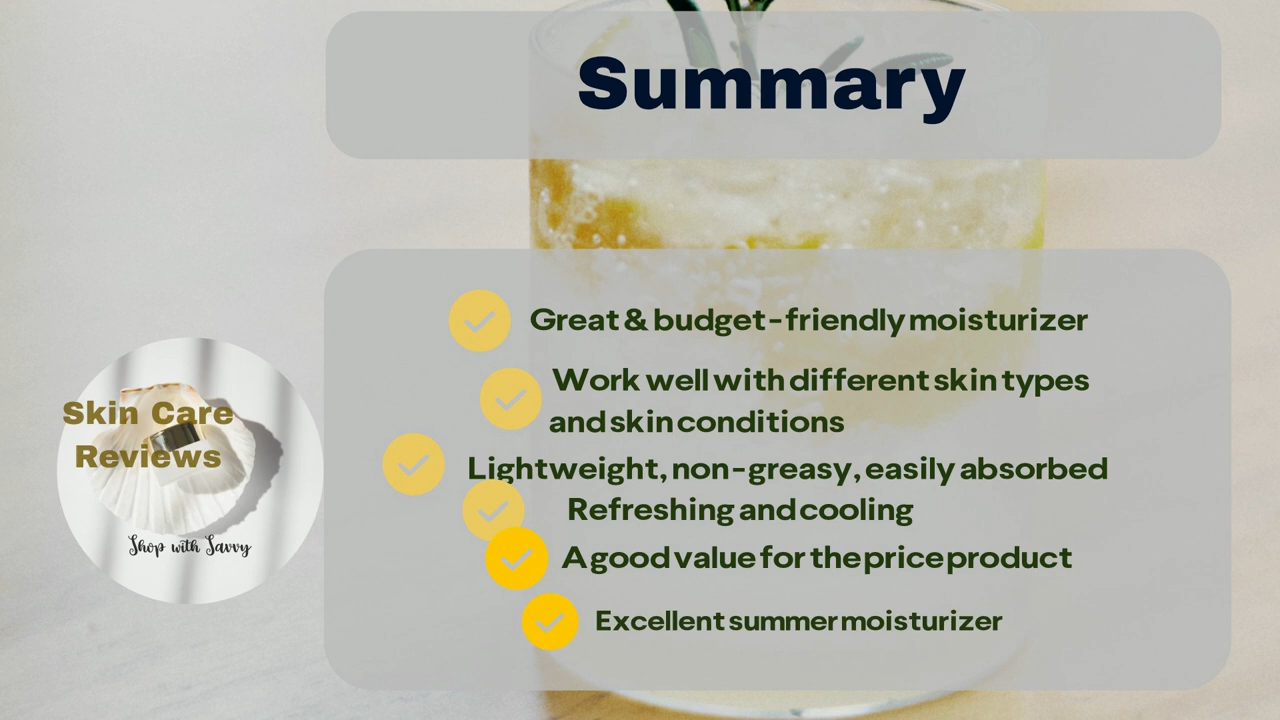 Summary
Great & budget-friendly moisturizer
Work well with different skin types
and skin conditions
Lightweight, non-greasy, easily absorbed
Refreshing and cooling
A good value for the price product
Excellent summer moisturizer
Skin Care
Reviews
Shop with Savvy